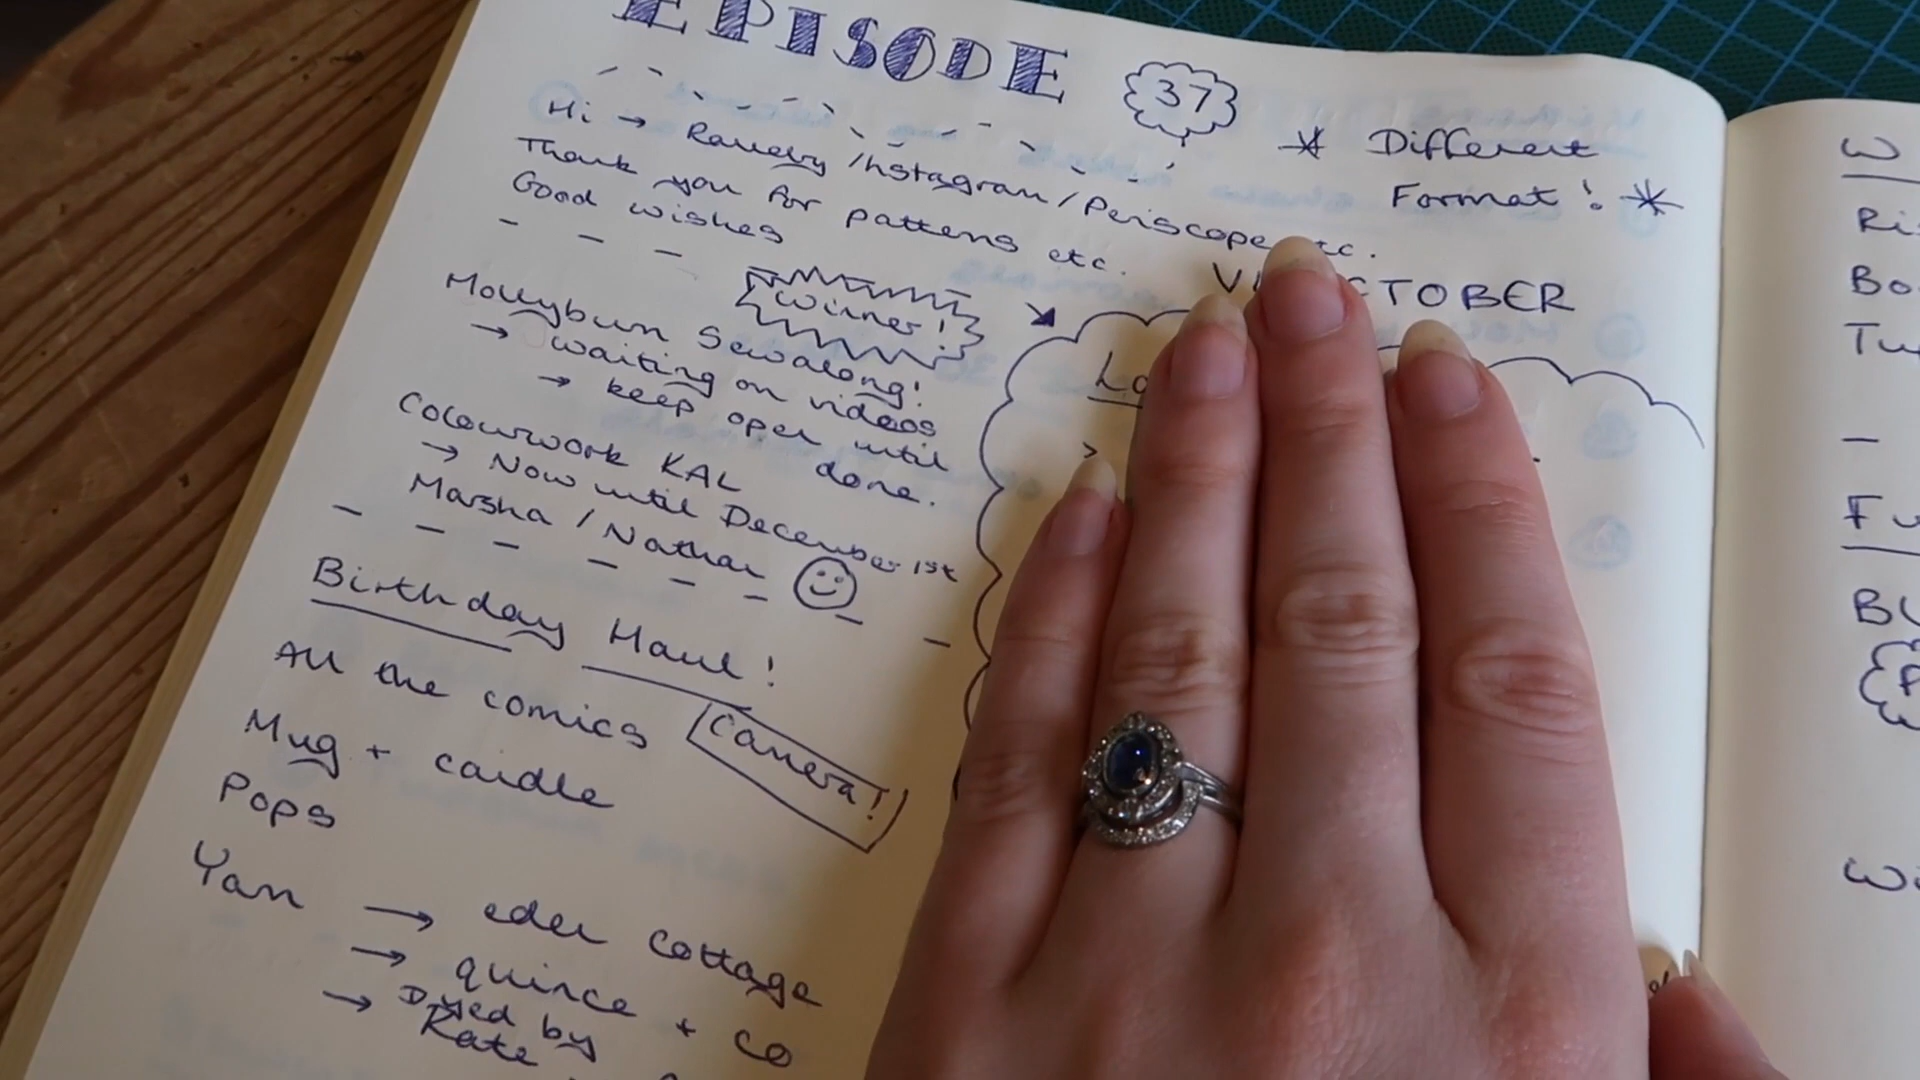 EPISODE 37
* Different
Format! *
Hi → Ravelry / Instagram / Periscope etc.
Thank you for patterns etc.
Good wishes
CTOBER
Winner!
Mollyburn Sewalong!
→ waiting on videos
→ keep open until
done.
Colourwork KAL
→ Now until December 1st
Marsha / Nathan
Birthday Haul!
All the comics
Camera!
Mug + candle
Pops
Yarn → eden cottage
→ quince + co
→ Dyed by
Kate